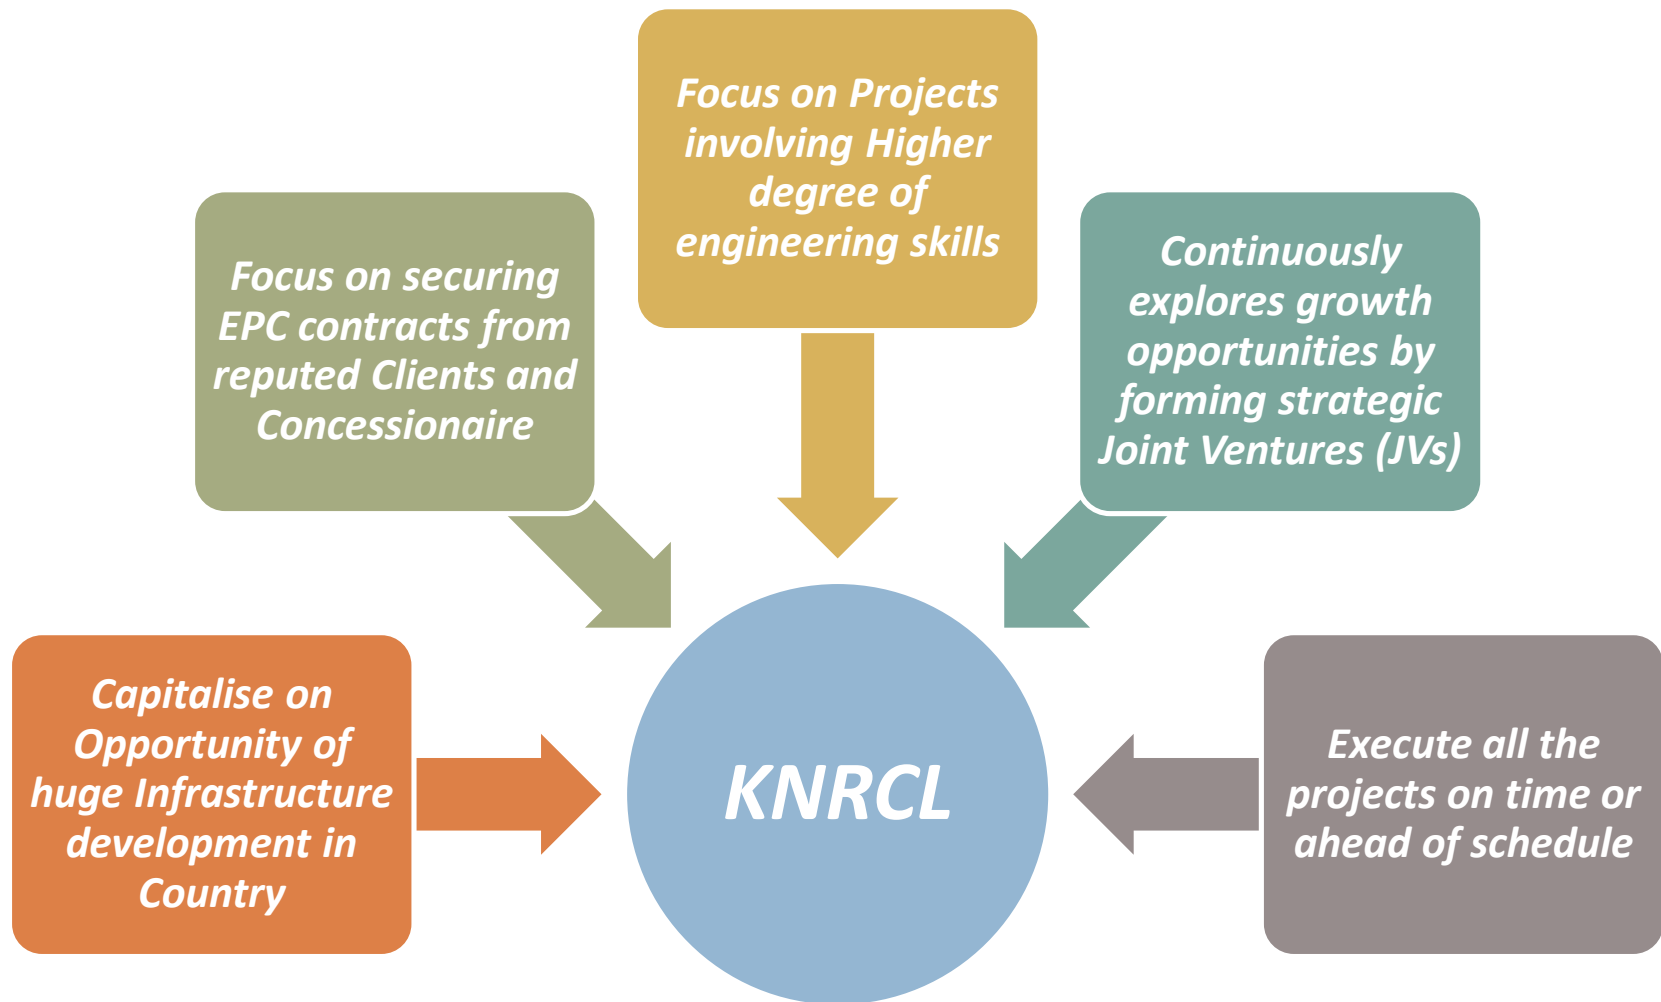 Focus on Projects
involving Higher
degree of
engineering skills
Focus on securing
EPC contracts from
reputed Clients and
Concessionaire
Continuously
explores growth
opportunities by
forming strategic
Joint Ventures (JVs)
Capitalise on
Opportunity of
huge Infrastructure
development in
Country
KNRCL
Execute all the
projects on time or
ahead of schedule